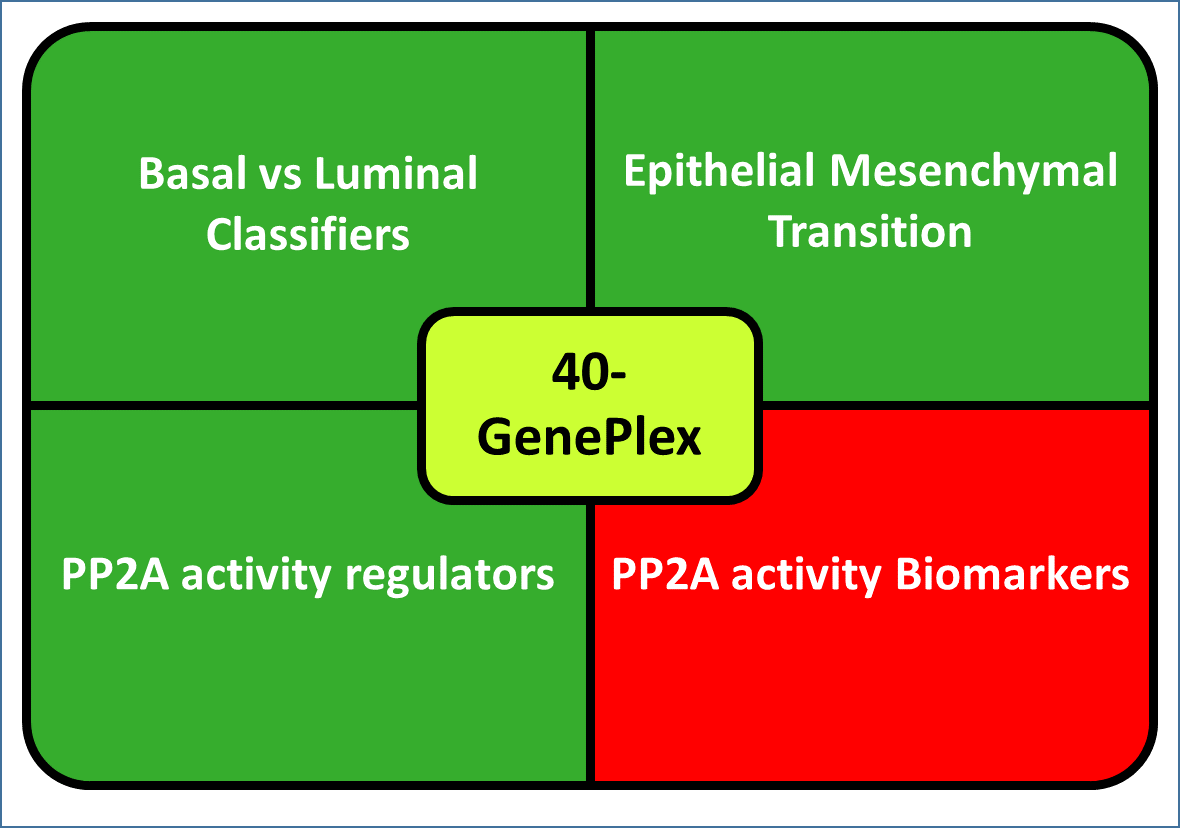 Basal vs Luminal
Classifiers
Epithelial Mesenchymal
Transition
40-
GenePlex
PP2A activity regulators
PP2A activity Biomarkers